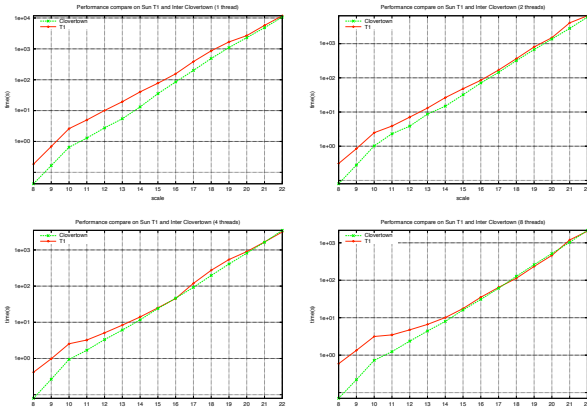 Performance compare on Sun T1 and Inter Clovertown (1 thread)
Clovertown
T1
1e+04
1e+03
1e+02
1e+01
1e+00
time(s)
8 9 10 11 12 13 14 15 16 17 18 19 20 21 22
scale
Performance compare on Sun T1 and Inter Clovertown (2 threads)
Clovertown
T1
1e+03
1e+02
1e+01
1e+00
time(s)
8 9 10 11 12 13 14 15 16 17 18 19 20 21 22
scale
Performance compare on Sun T1 and Inter Clovertown (4 threads)
Clovertown
T1
1e+03
1e+02
1e+01
1e+00
time(s)
8 9 10 11 12 13 14 15 16 17 18 19 20 21 22
Performance compare on Sun T1 and Inter Clovertown (8 threads)
Clovertown
T1
1e+03
1e+02
1e+01
1e+00
time(s)
8 9 10 11 12 13 14 15 16 17 18 19 20 21 22